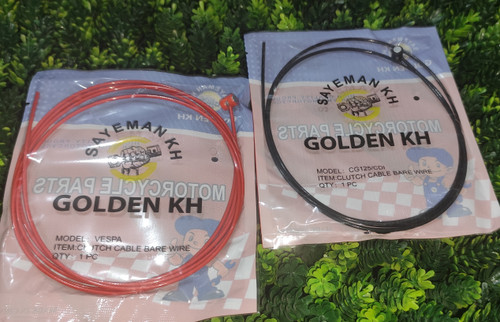 SAYEMAN KH
GOLDEN KH
MOTORCYCLE PARTS
MODEL: VESPA
ITEM:CLUTCH CABLE BARE WIRE
QTY: 1 PC
SAYEMAN KH
GOLDEN KH
MOTORCYCLE PARTS
MODEL: CG125/CDI
ITEM:CLUTCH CABLE BARE WIRE
QTY: 1 PC